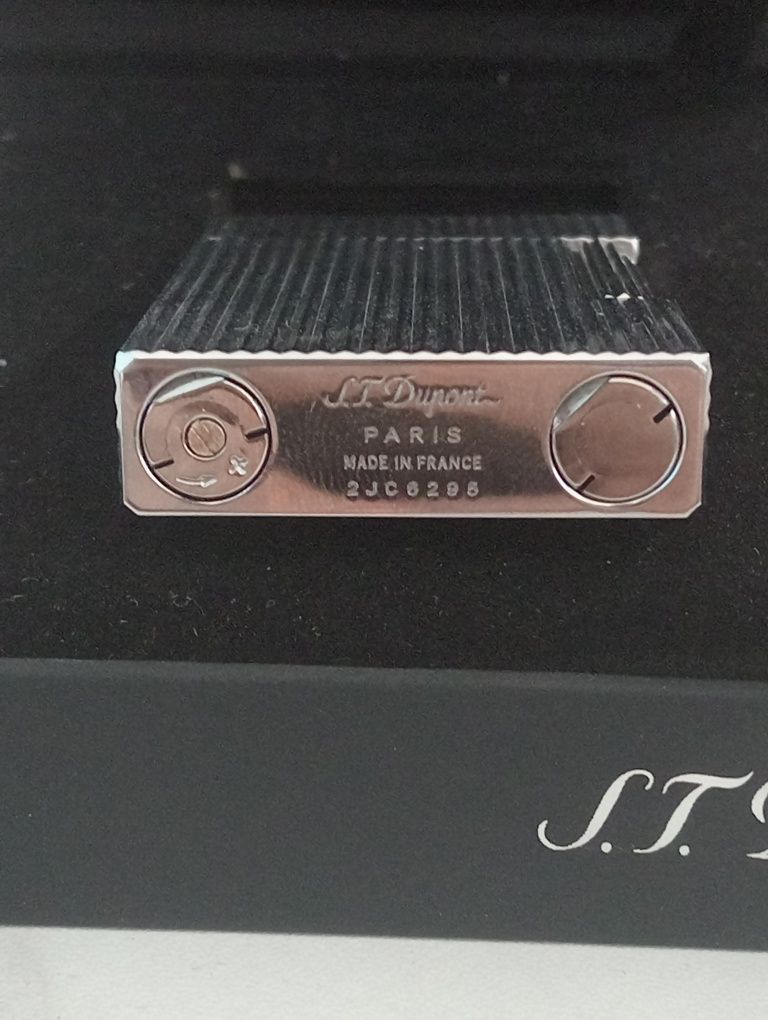 S.T. Dupont
PARIS
MADE IN FRANCE
2JC6295
S.T. D